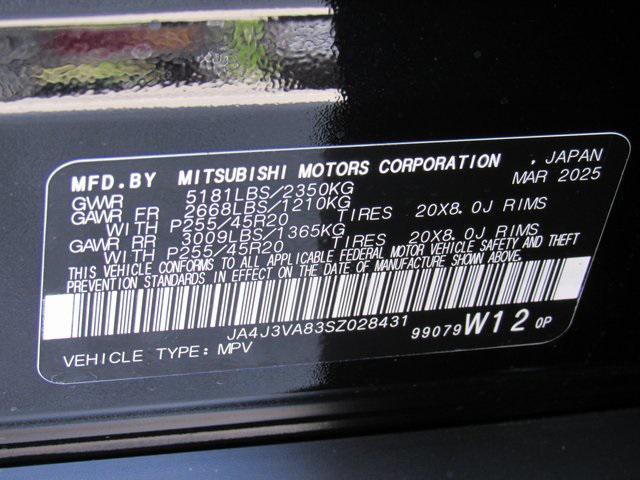 MFD.BY MITSUBISHI MOTORS CORPORATION , JAPAN
MAR 2025
GVWR 5181LBS/2350KG
GAWR FR 2668LBS/1210KG
WITH P255/45R20 TIRES 20X8.0J RIMS
GAWR RR 3009LBS/1365KG
WITH P255/45R20 TIRES 20X8.0J RIMS
THIS VEHICLE CONFORMS TO ALL APPLICABLE FEDERAL MOTOR VEHICLE SAFETY AND THEFT
PREVENTION STANDARDS IN EFFECT ON THE DATE OF MANUFACTURE SHOWN ABOVE.
JA4J3VA83SZ028431
99079 W12 0P
VEHICLE TYPE: MPV